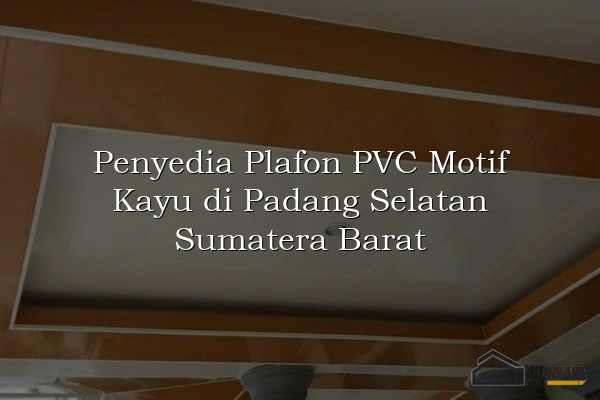 Penyedia Plafon PVC Motif
Kayu di Padang Selatan
Sumatera Barat